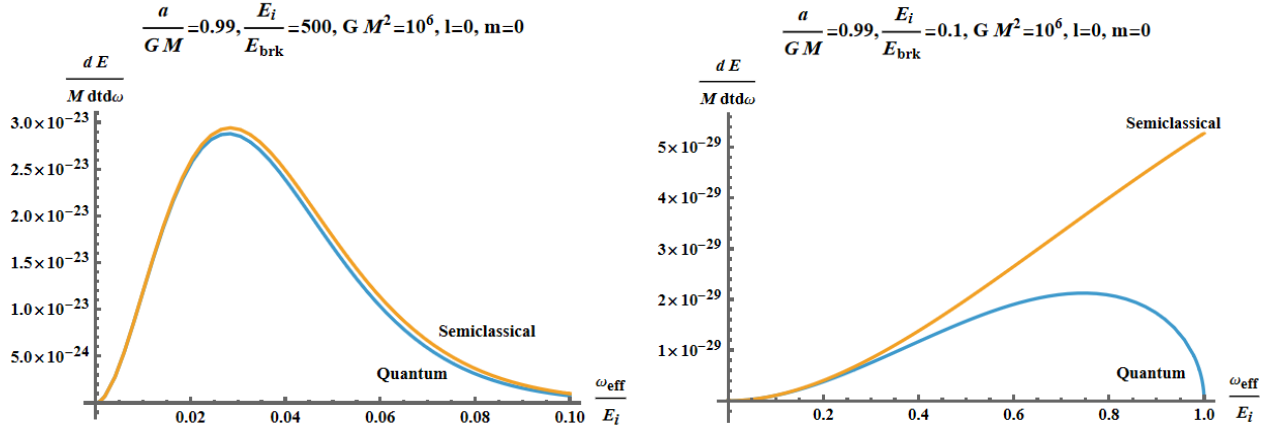 a/(G M)=0.99, E_i/E_brk=500, G M^2=10^6, l=0, m=0
d E/(M dtdω)
3.0×10^-23
2.5×10^-23
2.0×10^-23
1.5×10^-23
1.0×10^-23
5.0×10^-24
Semiclassical
Quantum
0.02 0.04 0.06 0.08 0.10
ω_eff/E_i
a/(G M)=0.99, E_i/E_brk=0.1, G M^2=10^6, l=0, m=0
d E/(M dtdω)
5×10^-29
4×10^-29
3×10^-29
2×10^-29
1×10^-29
Semiclassical
Quantum
0.2 0.4 0.6 0.8 1.0
ω_eff/E_i